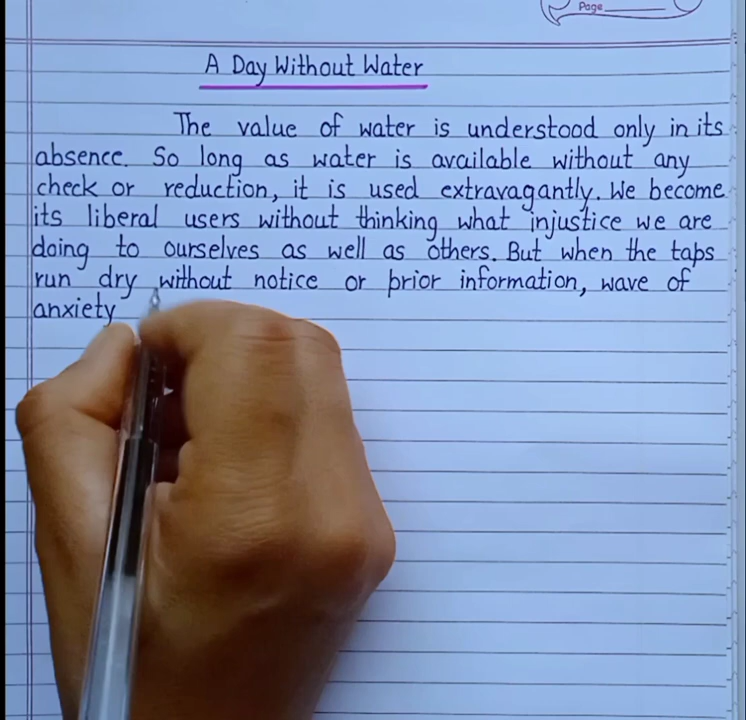 Page
A Day Without Water
The value of water is understood only in its
absence. So long as water is available without any
check or reduction, it is used extravagantly. We become
its liberal users without thinking what injustice we are
doing to ourselves as well as others. But when the taps
run dry without notice or prior information, wave of
anxiety